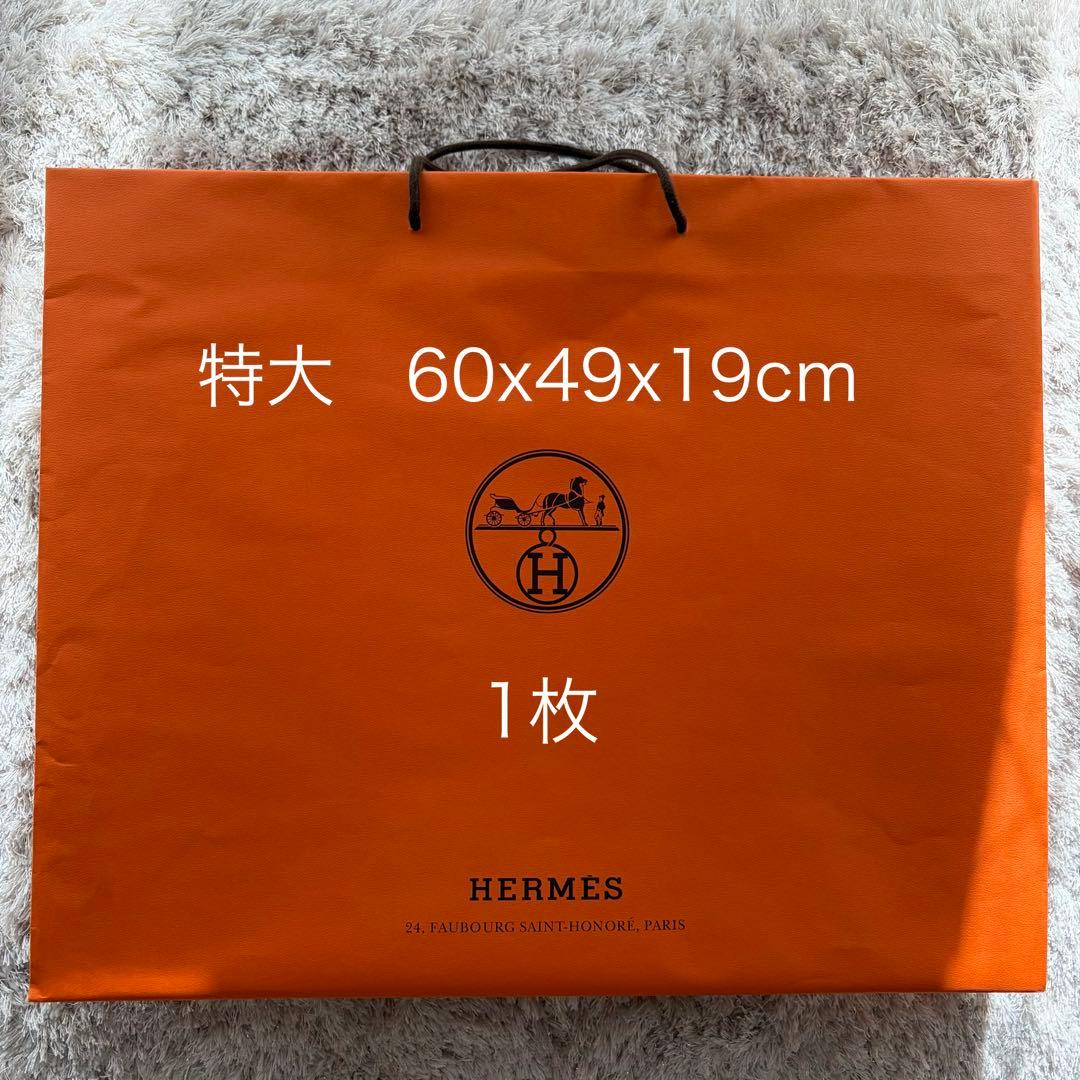 特大　60x49x19cm
H
1枚
HERMÈS
24, FAUBOURG SAINT-HONORÉ, PARIS